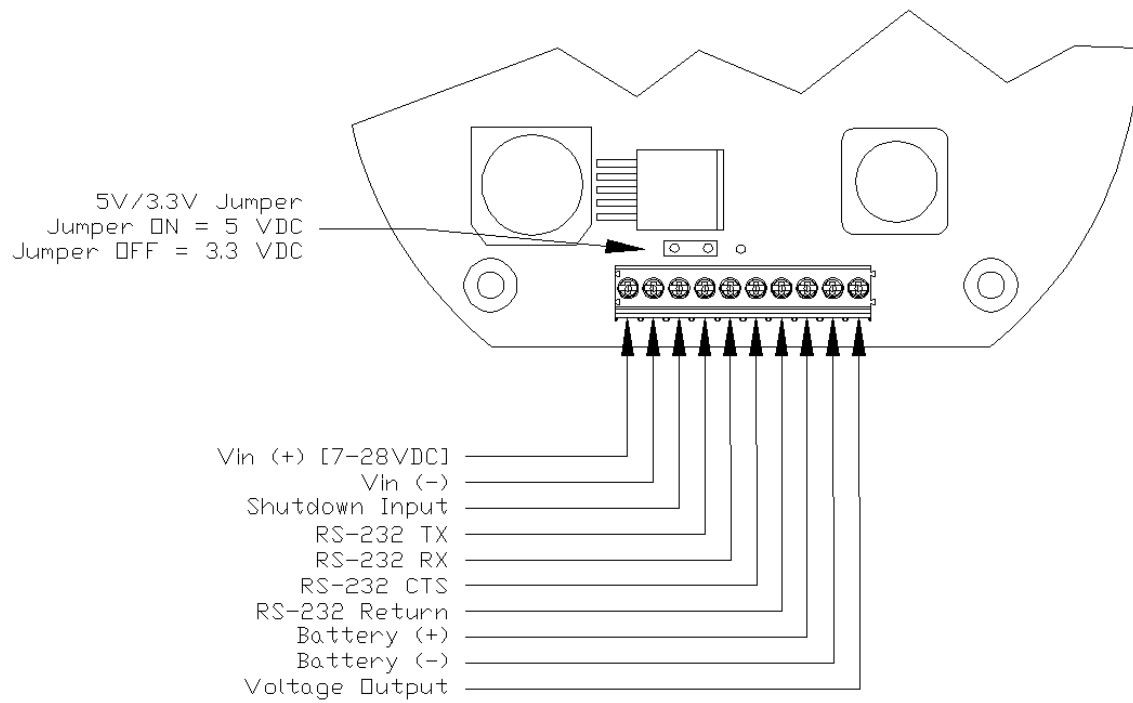 5V/3.3V Jumper
Jumper ON = 5 VDC
Jumper OFF = 3.3 VDC
Vin (+) [7-28VDC]
Vin (-)
Shutdown Input
RS-232 TX
RS-232 RX
RS-232 CTS
RS-232 Return
Battery (+)
Battery (-)
Voltage Output